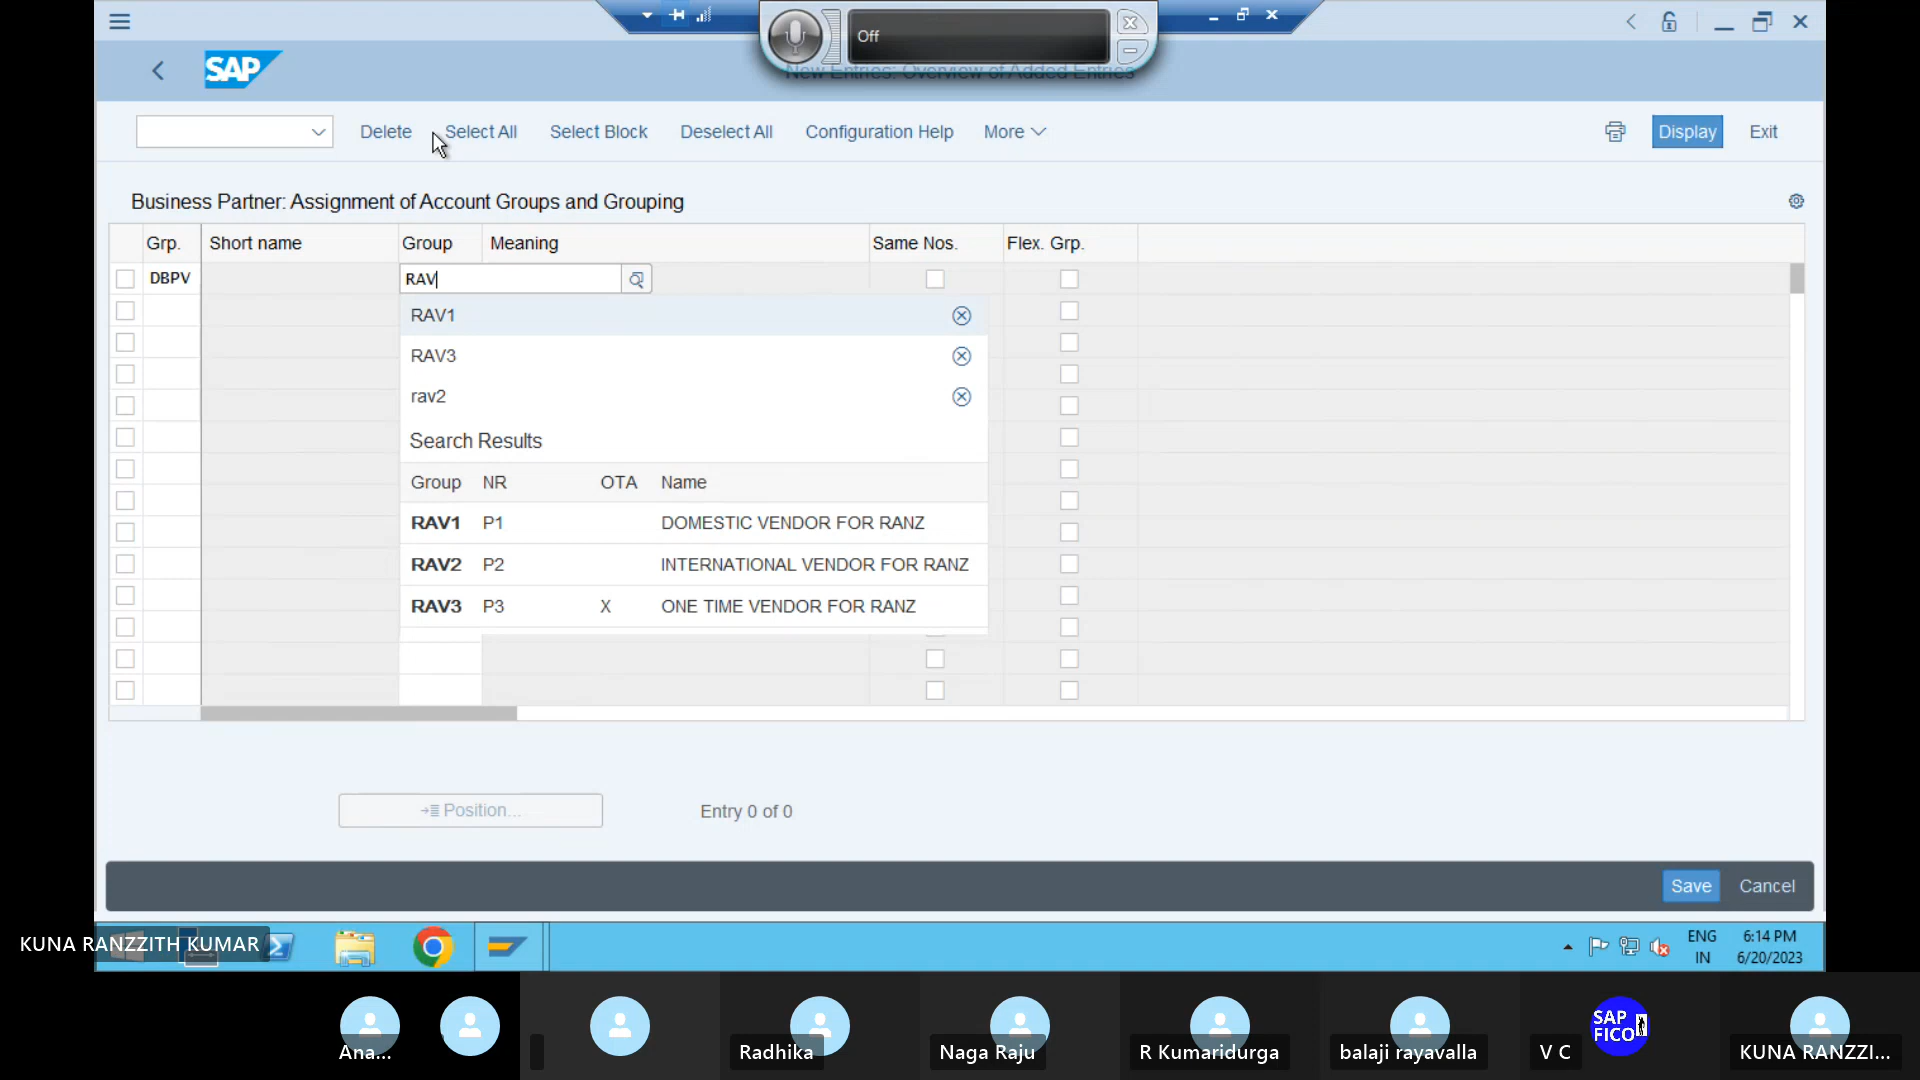 Off
SAP
New Entries: Overview of Added Entries
Delete Select All Select Block Deselect All Configuration Help More Display Exit
Business Partner: Assignment of Account Groups and Grouping
Grp. Short name Group Meaning Same Nos. Flex. Grp.
DBPV RAV
RAV1
RAV3
rav2
Search Results
Group NR OTA Name
RAV1 P1 DOMESTIC VENDOR FOR RANZ
RAV2 P2 INTERNATIONAL VENDOR FOR RANZ
RAV3 P3 X ONE TIME VENDOR FOR RANZ
Position... Entry 0 of 0
Save Cancel
KUNA RANZZITH KUMAR
ENG 6:14 PM
IN 6/20/2023
SAP
FICO
Ana... Radhika Naga Raju R Kumaridurga balaji rayavalla V C KUNA RANZZI...